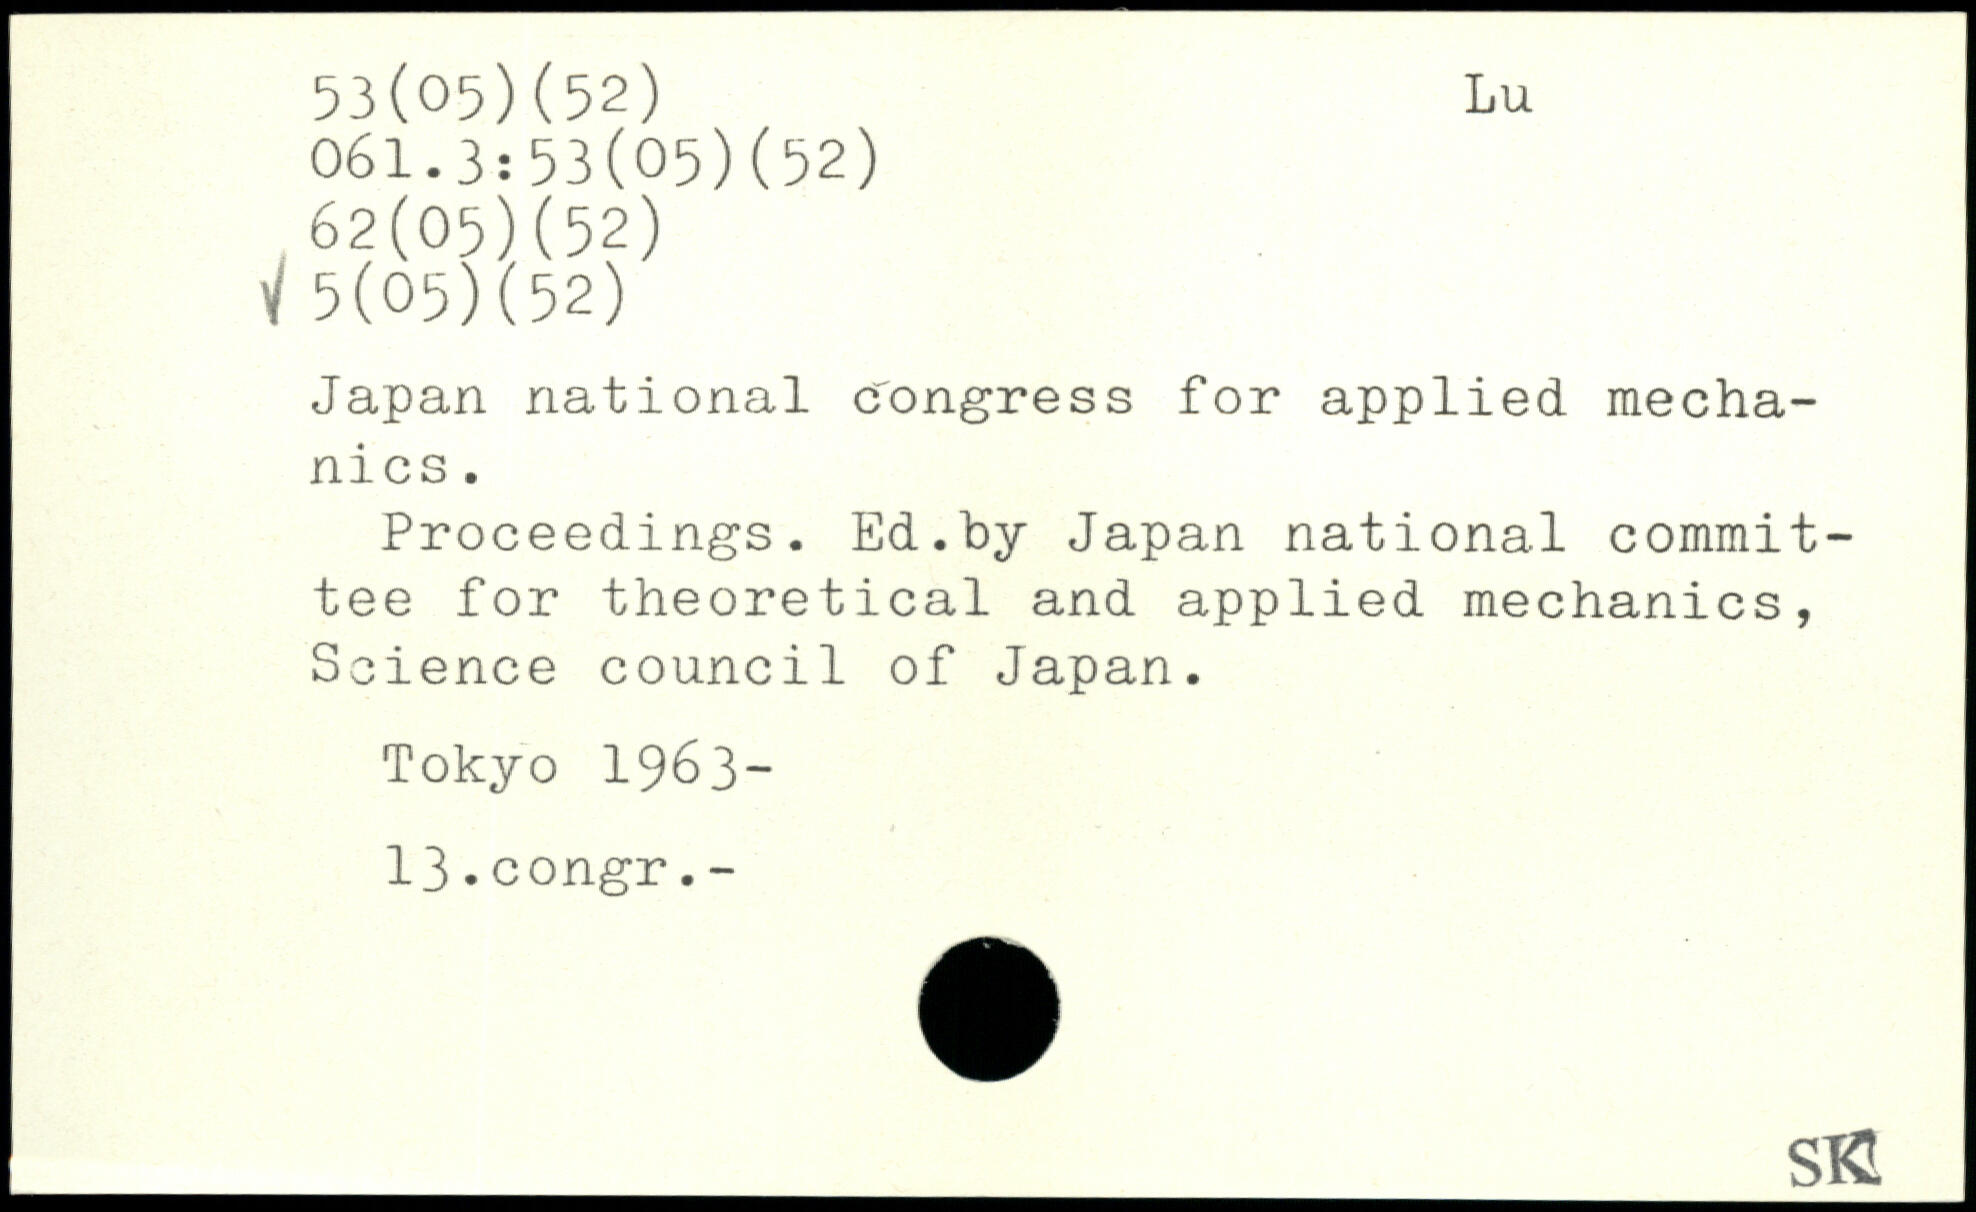 53(05)(52) Lu
061.3:53(05)(52)
62(05)(52)
√ 5(05)(52)
Japan national congress for applied mecha-
nics.
Proceedings. Ed.by Japan national commit-
tee for theoretical and applied mechanics,
Science council of Japan.
Tokyo 1963-
13.congr.-
SK